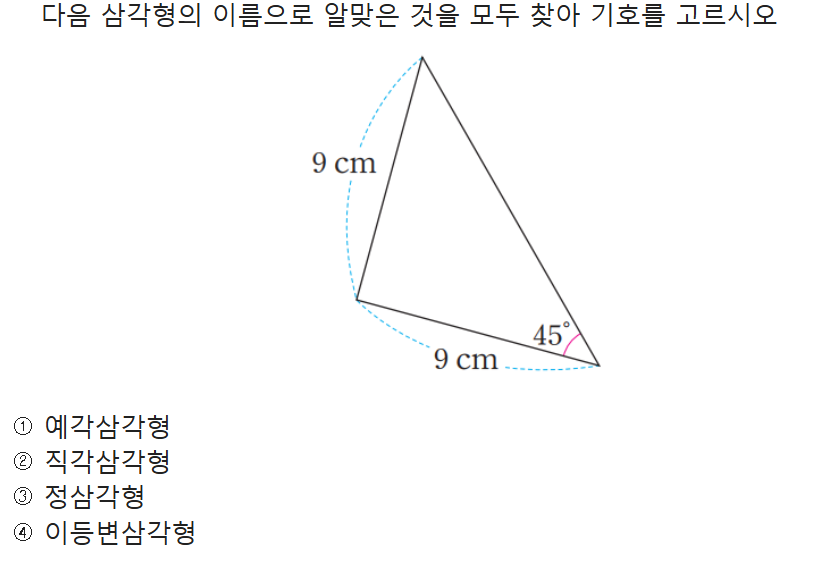 다음 삼각형의 이름으로 알맞은 것을 모두 찾아 기호를 고르시오
9 cm
45°
9 cm
① 예각삼각형
② 직각삼각형
③ 정삼각형
④ 이등변삼각형